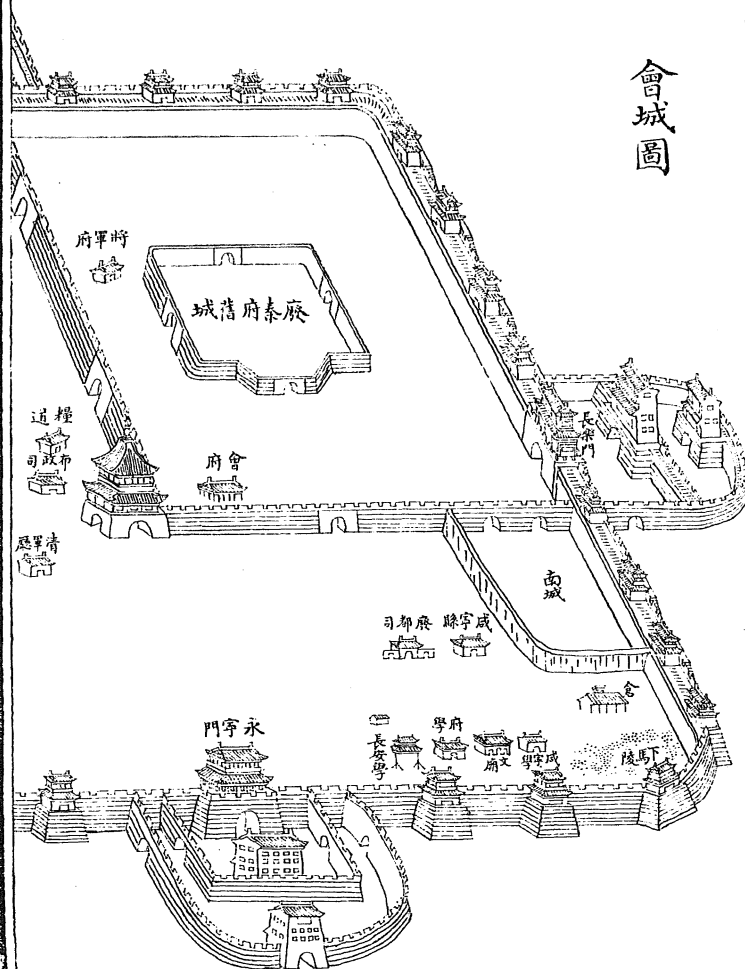 會城圖
將軍府
廢秦府舊城
長樂門
糧道
布政司
會府
清軍廳
南城
咸寧縣
廢都司
倉
永寧門
長安學
府學
文廟
咸寧學
下馬陵